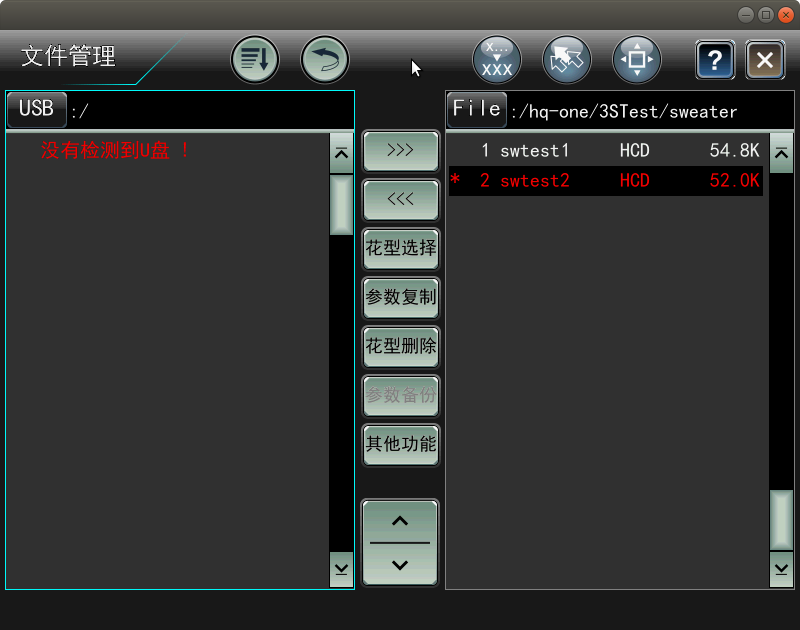 文件管理
X...
XXX
?
USB :/
没有检测到U盘 !
>>>
<<<
花型选择
参数复制
花型删除
参数备份
其他功能
File :/hq-one/3STest/sweater
1 swtest1 HCD 54.8K
* 2 swtest2 HCD 52.0K